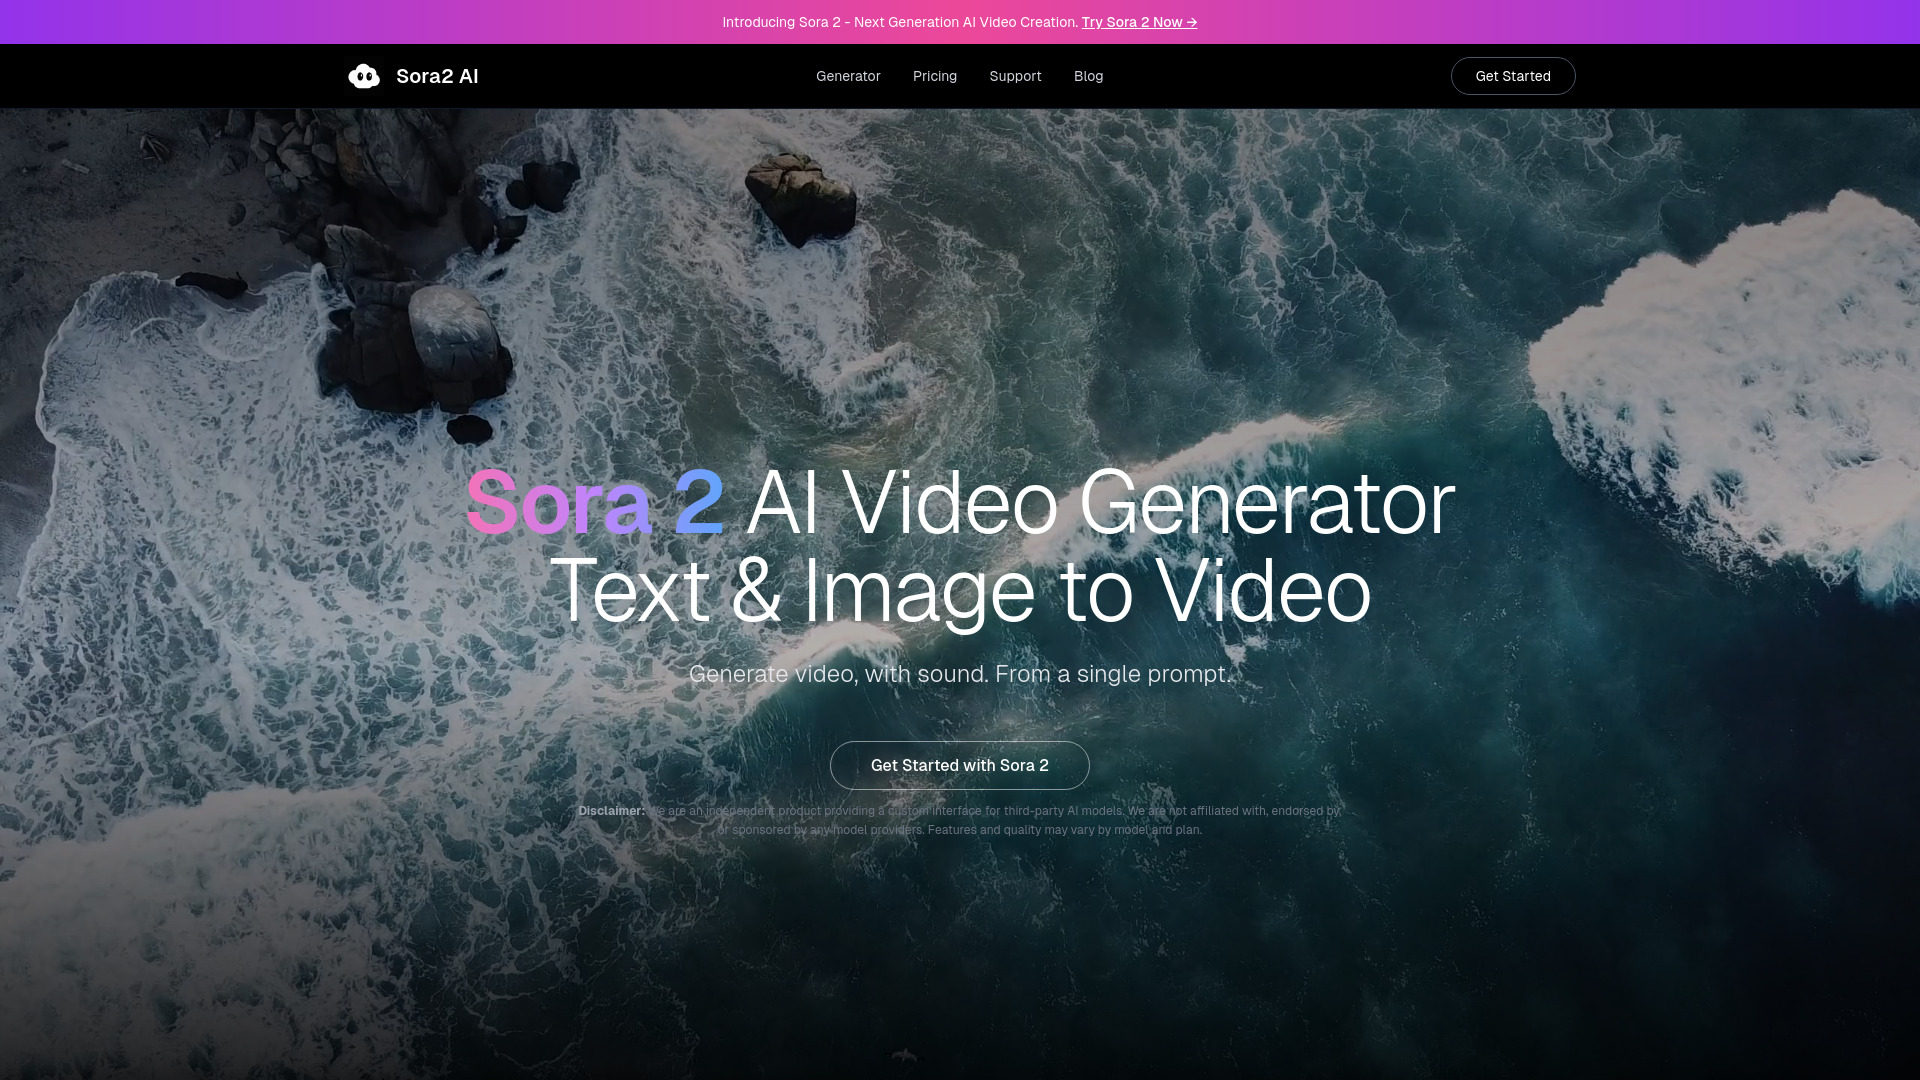 Introducing Sora 2 - Next Generation AI Video Creation. Try Sora 2 Now →
Sora2 AI
Generator
Pricing
Support
Blog
Get Started
Sora 2 AI Video Generator
Text & Image to Video
Generate video, with sound. From a single prompt.
Get Started with Sora 2
Disclaimer: We are an independent product providing a custom interface for third-party AI models. We are not affiliated with, endorsed by,
or sponsored by any model providers. Features and quality may vary by model and plan.